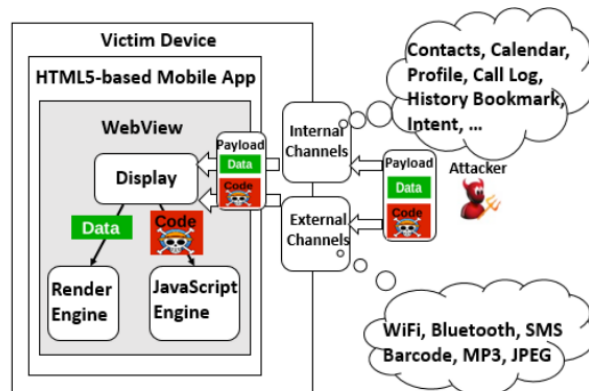 Victim Device
HTML5-based Mobile App
WebView
Display
Data
Code
Render
Engine
JavaScript
Engine
Payload
Data
Code
Internal
Channels
External
Channels
Payload
Data
Code
Attacker
Contacts, Calendar,
Profile, Call Log,
History Bookmark,
Intent, ...
WiFi, Bluetooth, SMS
Barcode, MP3, JPEG